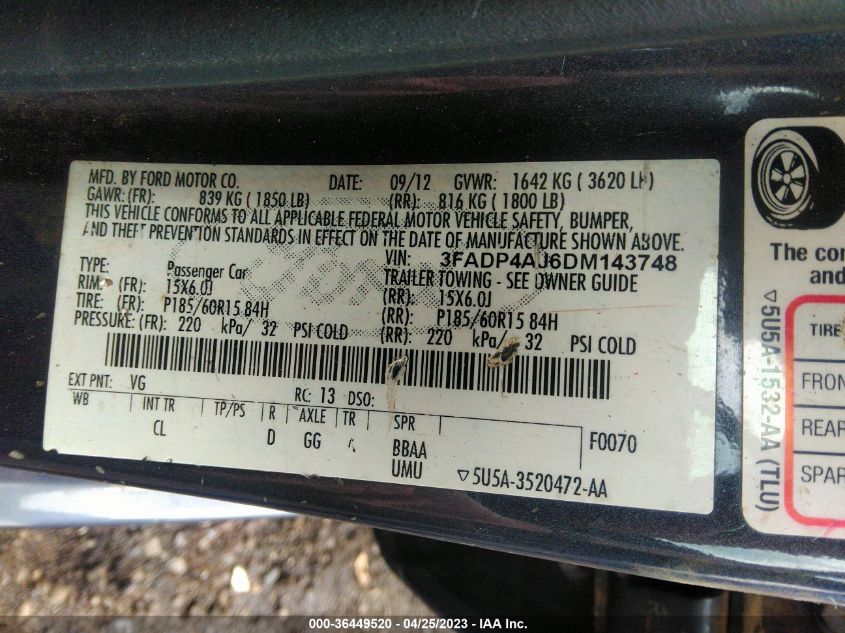 MFD. BY FORD MOTOR CO. DATE: 09/12 GVWR: 1642 KG ( 3620 LB)
GAWR: (FR): 839 KG ( 1850 LB) (RR): 816 KG ( 1800 LB)
THIS VEHICLE CONFORMS TO ALL APPLICABLE FEDERAL MOTOR VEHICLE SAFETY, BUMPER,
AND THEFT PREVENTION STANDARDS IN EFFECT ON THE DATE OF MANUFACTURE SHOWN ABOVE.
VIN: 3FADP4AJ6DM143748
TYPE: Passenger Car TRAILER TOWING - SEE OWNER GUIDE
RIM: (FR): 15X6.0J (RR): 15X6.0J
TIRE: (FR): P185/60R15 84H (RR): P185/60R15 84H
PRESSURE: (FR) 220 kPa/ 32 PSI COLD (RR): 220 kPa/ 32 PSI COLD
EXT PNT: VG RC: 13 DSO:
WB INT TR TP/PS R AXLE TR SPR
CL D GG BBAA F0070
UMU ▽5U5A-3520472-AA
The com
and
TIRE
FRON
REAR
SPAR
▽5U5A-1532-AA (TLU)
000-36449520 / 04/25/2023 - IAA Inc.